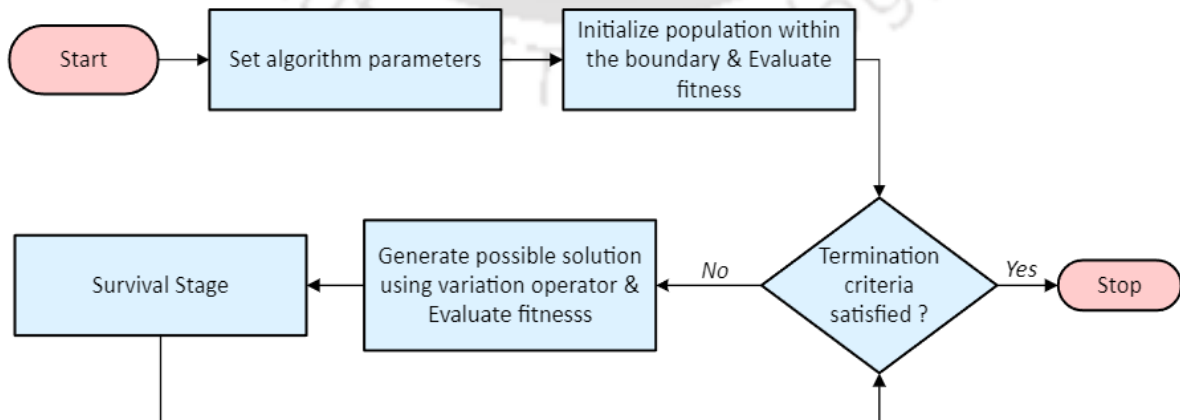 Start
Set algorithm parameters
Initialize population within
the boundary & Evaluate
fitness
Termination
criteria
satisfied ?
Yes
Stop
No
Generate possible solution
using variation operator &
Evaluate fitnesss
Survival Stage